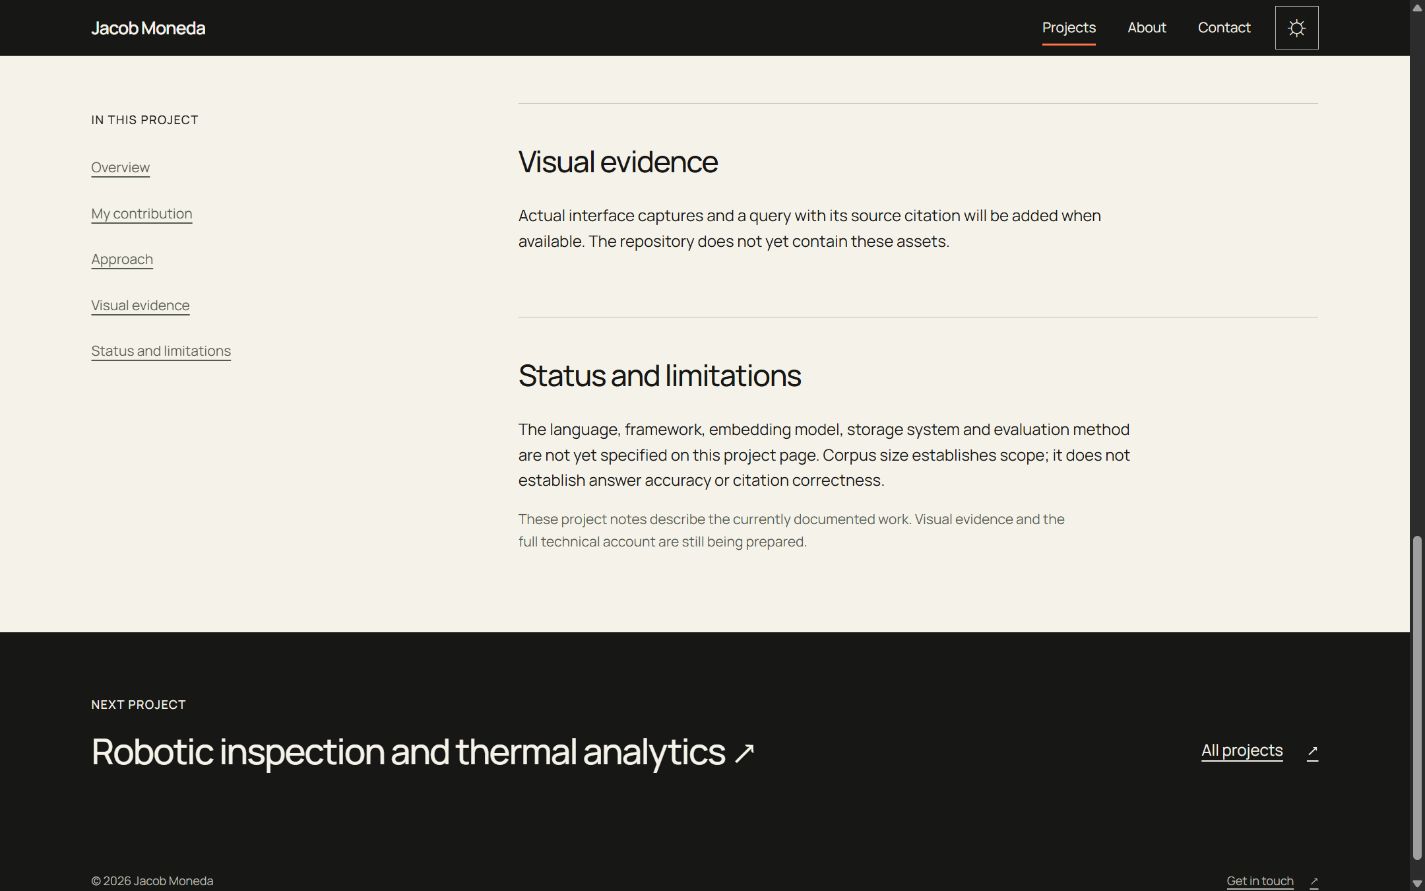 Jacob Moneda
Projects
About
Contact
IN THIS PROJECT
Overview
My contribution
Approach
Visual evidence
Status and limitations
Visual evidence
Actual interface captures and a query with its source citation will be added when
available. The repository does not yet contain these assets.
Status and limitations
The language, framework, embedding model, storage system and evaluation method
are not yet specified on this project page. Corpus size establishes scope; it does not
establish answer accuracy or citation correctness.
These project notes describe the currently documented work. Visual evidence and the
full technical account are still being prepared.
NEXT PROJECT
Robotic inspection and thermal analytics ↗
All projects ↗
© 2026 Jacob Moneda
Get in touch ↗